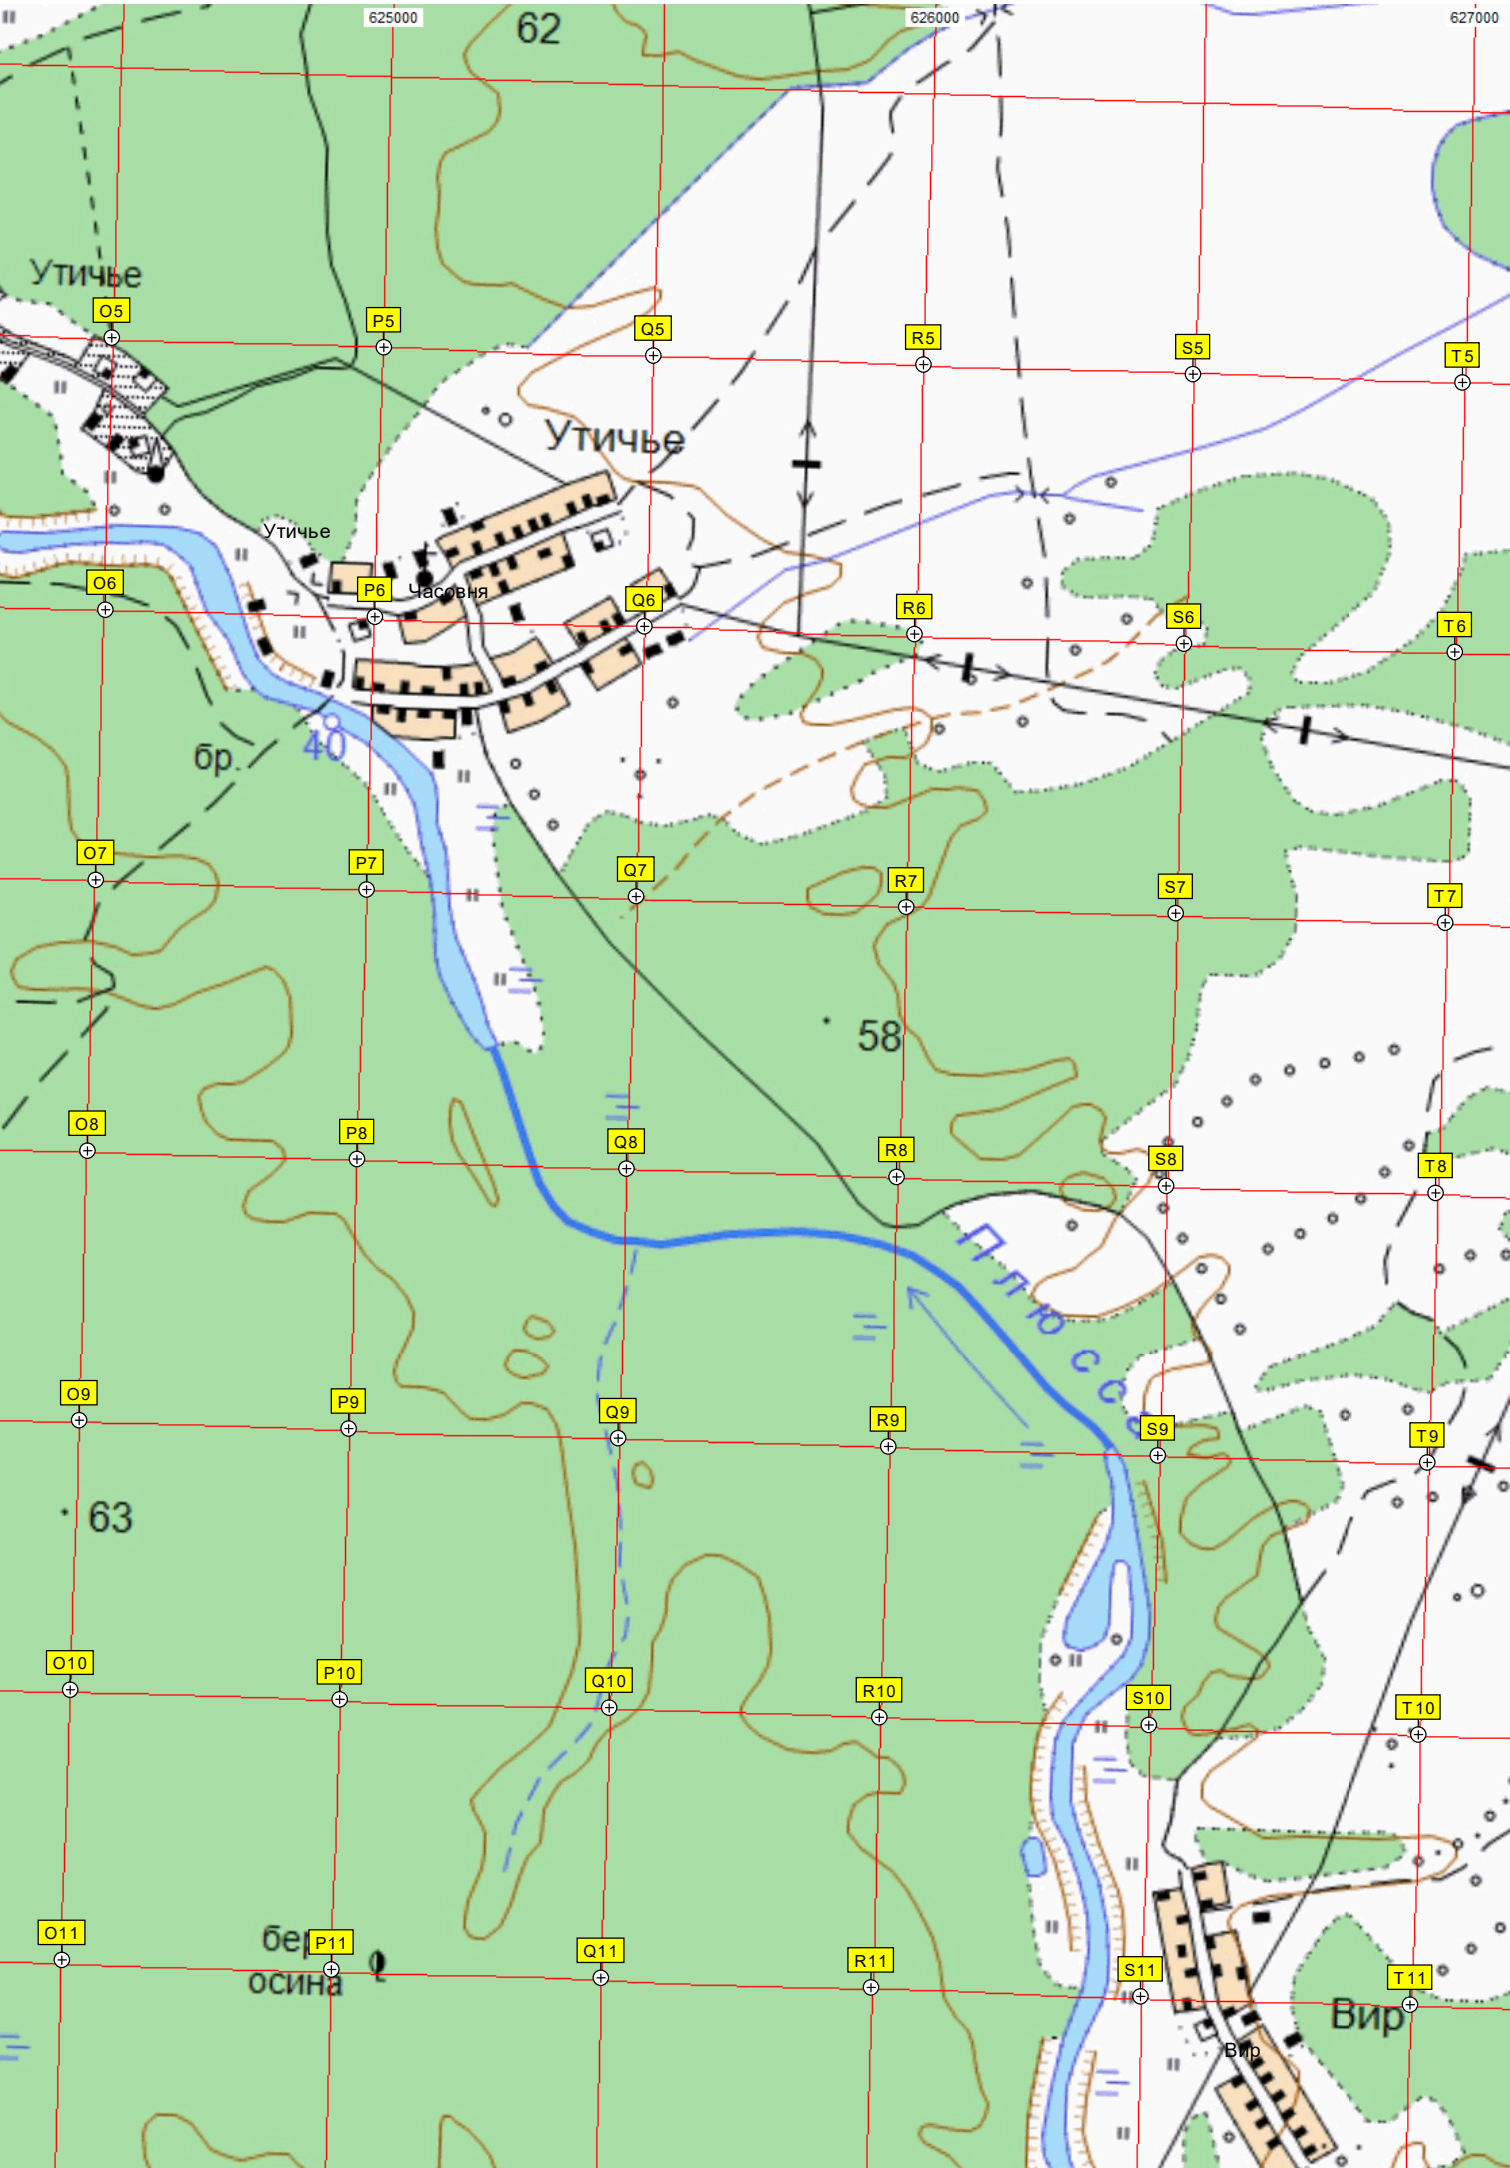 625000
626000
627000
62
Утичье
O5
P5
Q5
R5
S5
T5
Утичье
Утичье
Часовня
O6
P6
Q6
R6
S6
T6
бр.
40
O7
P7
Q7
R7
S7
T7
58
O8
P8
Q8
R8
S8
T8
Плюсса
O9
P9
Q9
R9
S9
T9
63
O10
P10
Q10
R10
S10
T10
O11
P11
Q11
R11
S11
T11
осина
Вир
Вир